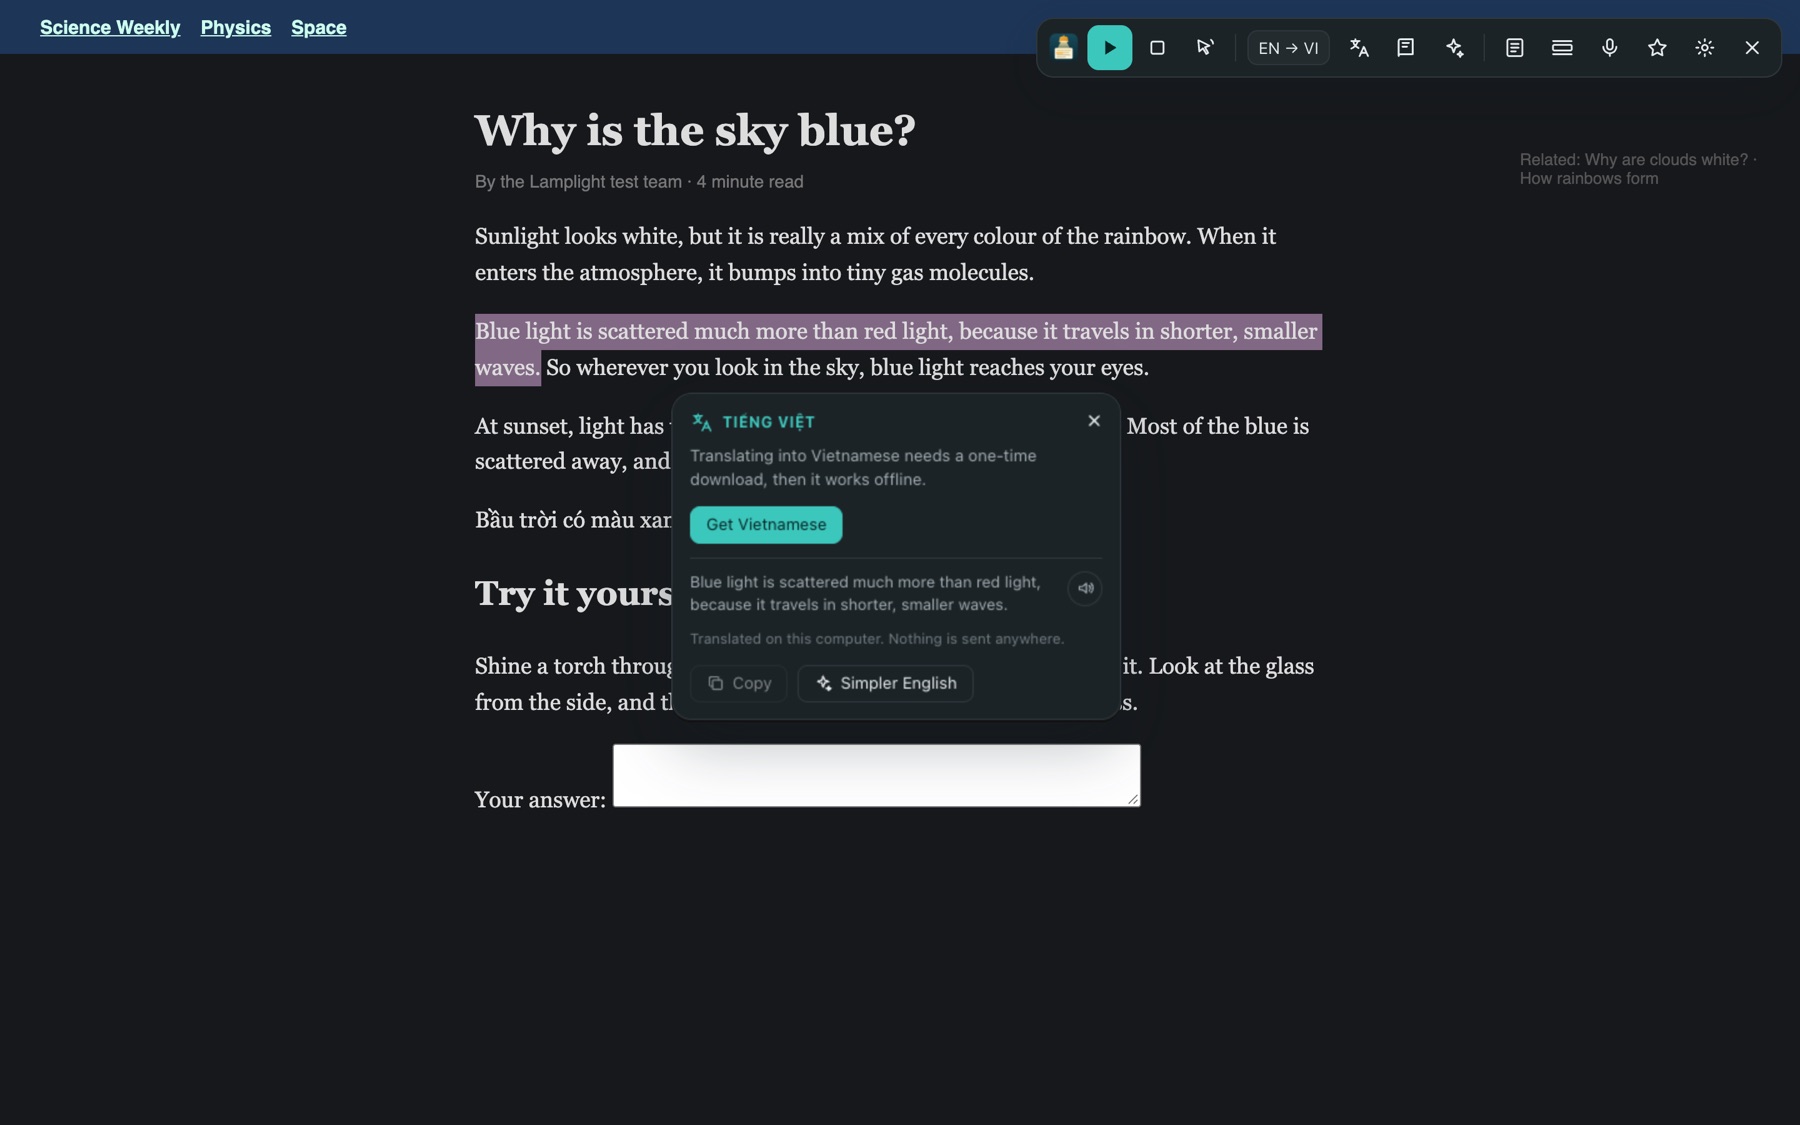 Science Weekly Physics Space
EN → VI
Why is the sky blue?
By the Lamplight test team · 4 minute read
Related: Why are clouds white? ·
How rainbows form
Sunlight looks white, but it is really a mix of every colour of the rainbow. When it
enters the atmosphere, it bumps into tiny gas molecules.
Blue light is scattered much more than red light, because it travels in shorter, smaller
waves. So wherever you look in the sky, blue light reaches your eyes.
At sunset, light has
Most of the blue is
scattered away, and
Bầu trời có màu
TIẾNG VIỆT
Translating into Vietnamese needs a one-time
download, then it works offline.
Get Vietnamese
Blue light is scattered much more than red light,
because it travels in shorter, smaller waves.
Translated on this computer. Nothing is sent anywhere.
Copy
Simpler English
Try it
Shine a torch
it. Look at the glass
from the side, and
Your answer: